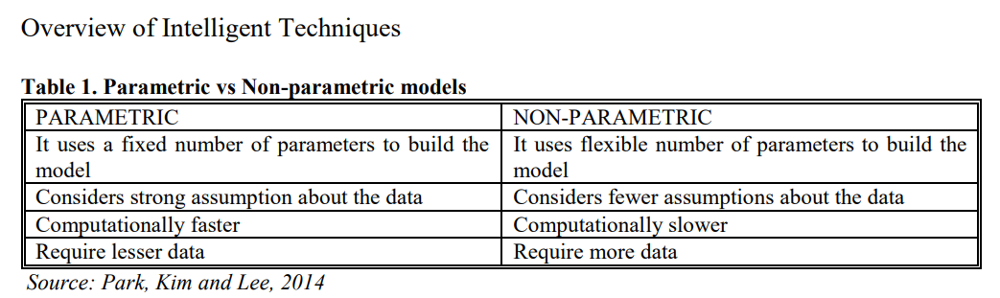 Overview of Intelligent Techniques
Table 1. Parametric vs Non-parametric models
PARAMETRIC
NON-PARAMETRIC
It uses a fixed number of parameters to build the
model
It uses flexible number of parameters to build the
model
Considers strong assumption about the data
Considers fewer assumptions about the data
Computationally faster
Computationally slower
Require lesser data
Require more data
Source: Park, Kim and Lee, 2014